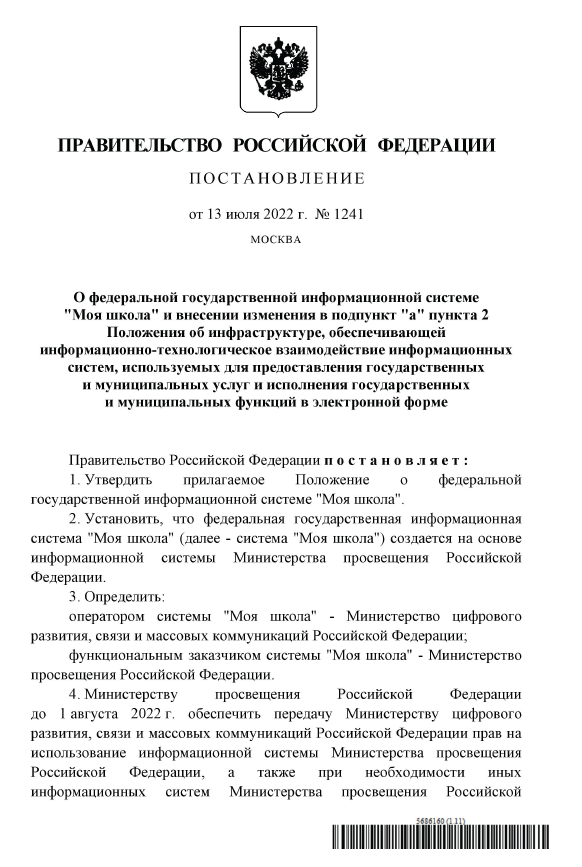 ПРАВИТЕЛЬСТВО РОССИЙСКОЙ ФЕДЕРАЦИИ
ПОСТАНОВЛЕНИЕ
от 13 июля 2022 г. № 1241
МОСКВА
О федеральной государственной информационной системе
"Моя школа" и внесении изменения в подпункт "а" пункта 2
Положения об инфраструктуре, обеспечивающей
информационно-технологическое взаимодействие информационных
систем, используемых для предоставления государственных
и муниципальных услуг и исполнения государственных
и муниципальных функций в электронной форме
Правительство Российской Федерации постановляет:
1. Утвердить прилагаемое Положение о федеральной
государственной информационной системе "Моя школа".
2. Установить, что федеральная государственная информационная
система "Моя школа" (далее - система "Моя школа") создается на основе
информационной системы Министерства просвещения Российской
Федерации.
3. Определить:
оператором системы "Моя школа" - Министерство цифрового
развития, связи и массовых коммуникаций Российской Федерации;
функциональным заказчиком системы "Моя школа" - Министерство
просвещения Российской Федерации.
4. Министерству просвещения Российской Федерации
до 1 августа 2022 г. обеспечить передачу Министерству цифрового
развития, связи и массовых коммуникаций Российской Федерации прав на
использование информационной системы Министерства просвещения
Российской Федерации, а также при необходимости иных
информационных систем Министерства просвещения Российской
5686160 (1.11)